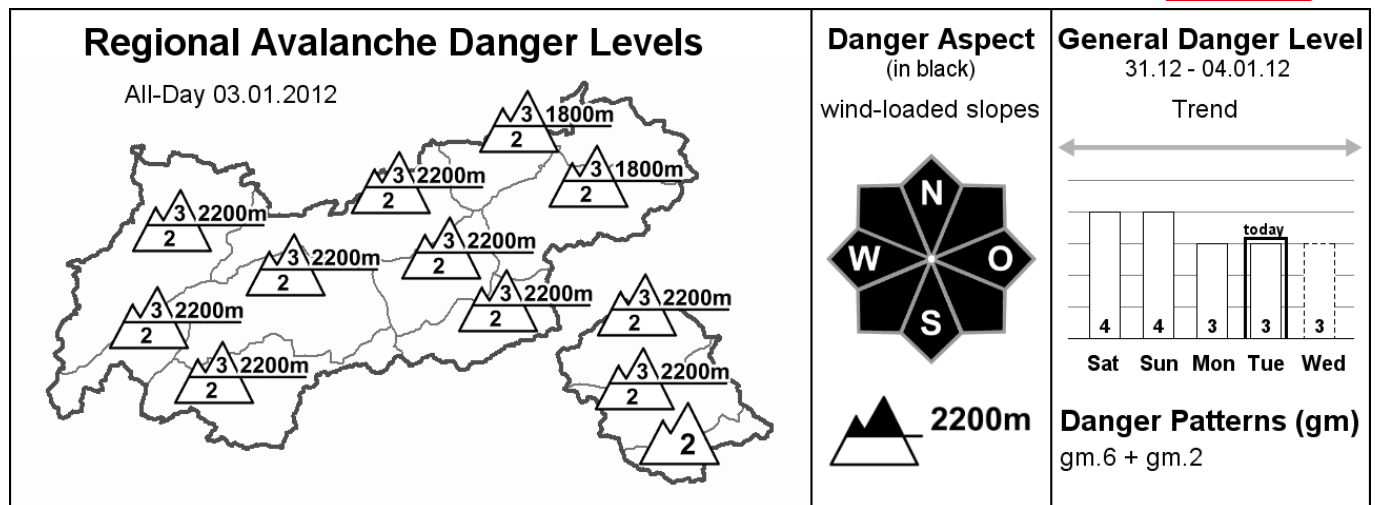 Regional Avalanche Danger Levels
All-Day 03.01.2012
3 1800m
2
3 1800m
2
3 2200m
2
3 2200m
2
3 2200m
2
3 2200m
2
3 2200m
2
3 2200m
2
3 2200m
2
3 2200m
2
3 2200m
2
2
Danger Aspect
(in black)
wind-loaded slopes
N
W
O
S
2200m
General Danger Level
31.12 - 04.01.12
Trend
today
4 4 3 3 3
Sat Sun Mon Tue Wed
Danger Patterns (gm)
gm.6 + gm.2